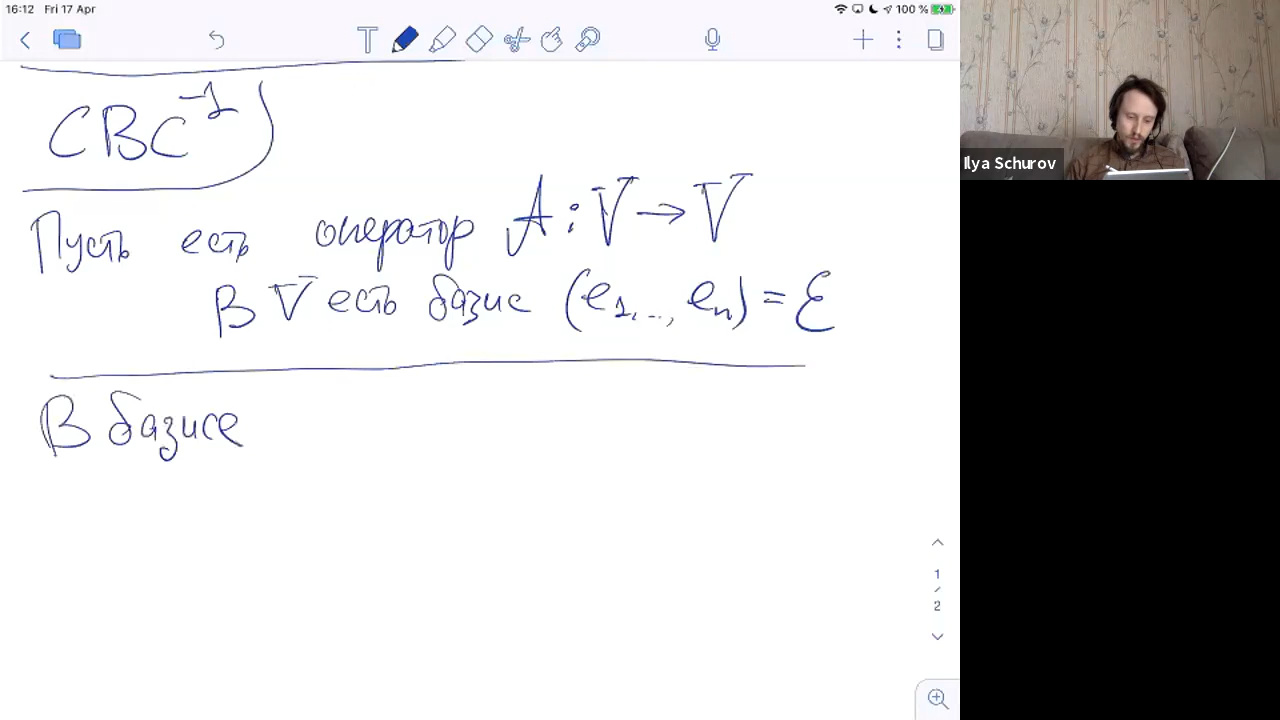 16:12 Fri 17 Apr 100 %
CBC⁻¹
Ilya Schurov
Пусть есть оператор A : V → V
В V есть базис (e₁,..., eₙ) = ℰ
В базисе
1
/
2